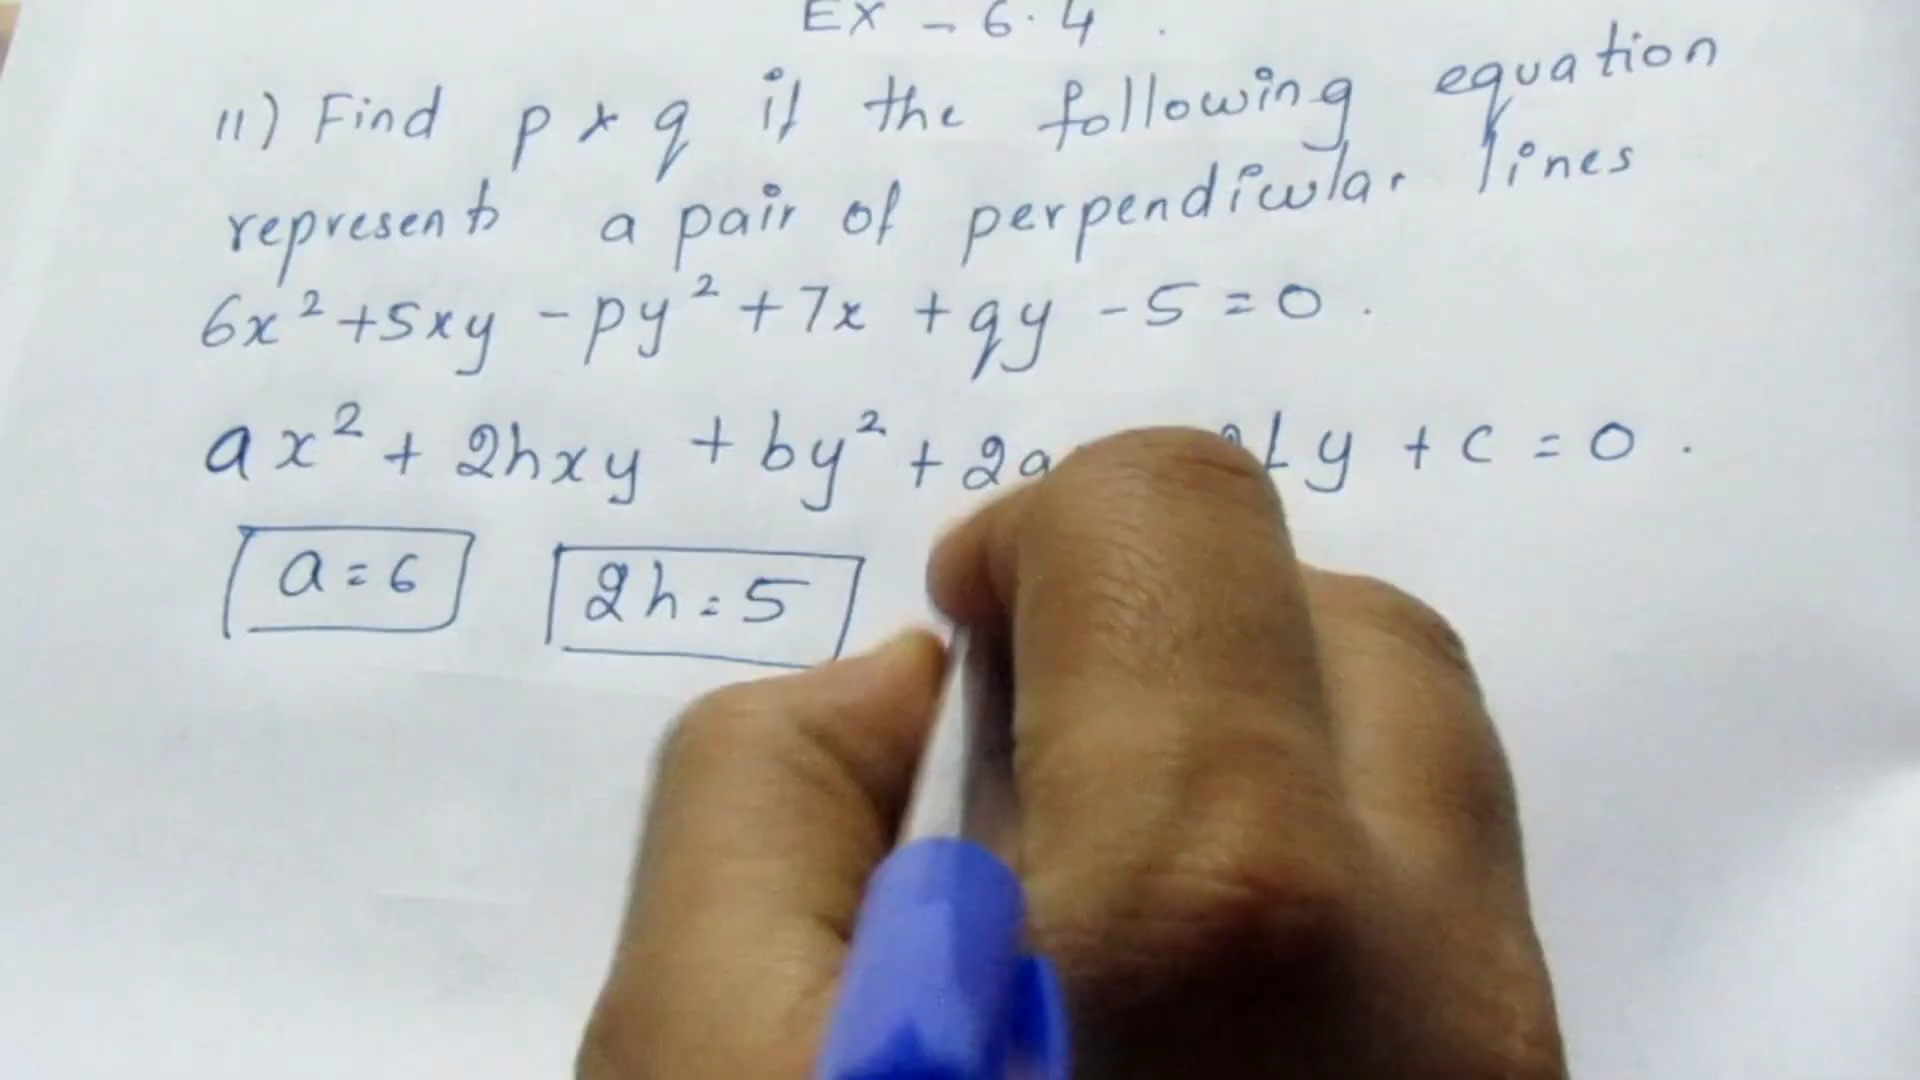 Ex - 6.4.
11) Find p & q if the following equation
represents a pair of perpendicular lines
6x² + 5xy - py² + 7x + qy - 5 = 0.
ax² + 2hxy + by² + 2g y + c = 0.
a = 6 2h = 5